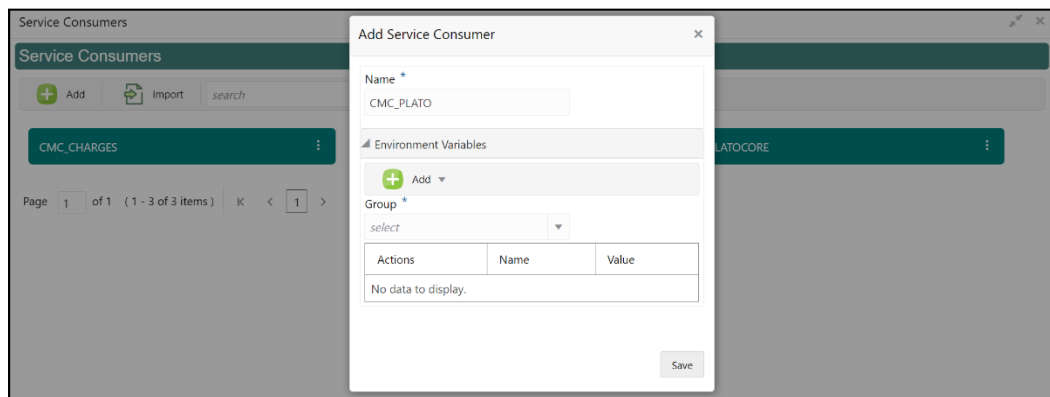 Service Consumers
Service Consumers
Add Import search
CMC_CHARGES LATOCORE
Page 1 of 1 ( 1 - 3 of 3 items ) K < 1 >
Add Service Consumer ×
Name *
CMC_PLATO
Environment Variables
Add
Group *
select
Actions Name Value
No data to display.
Save